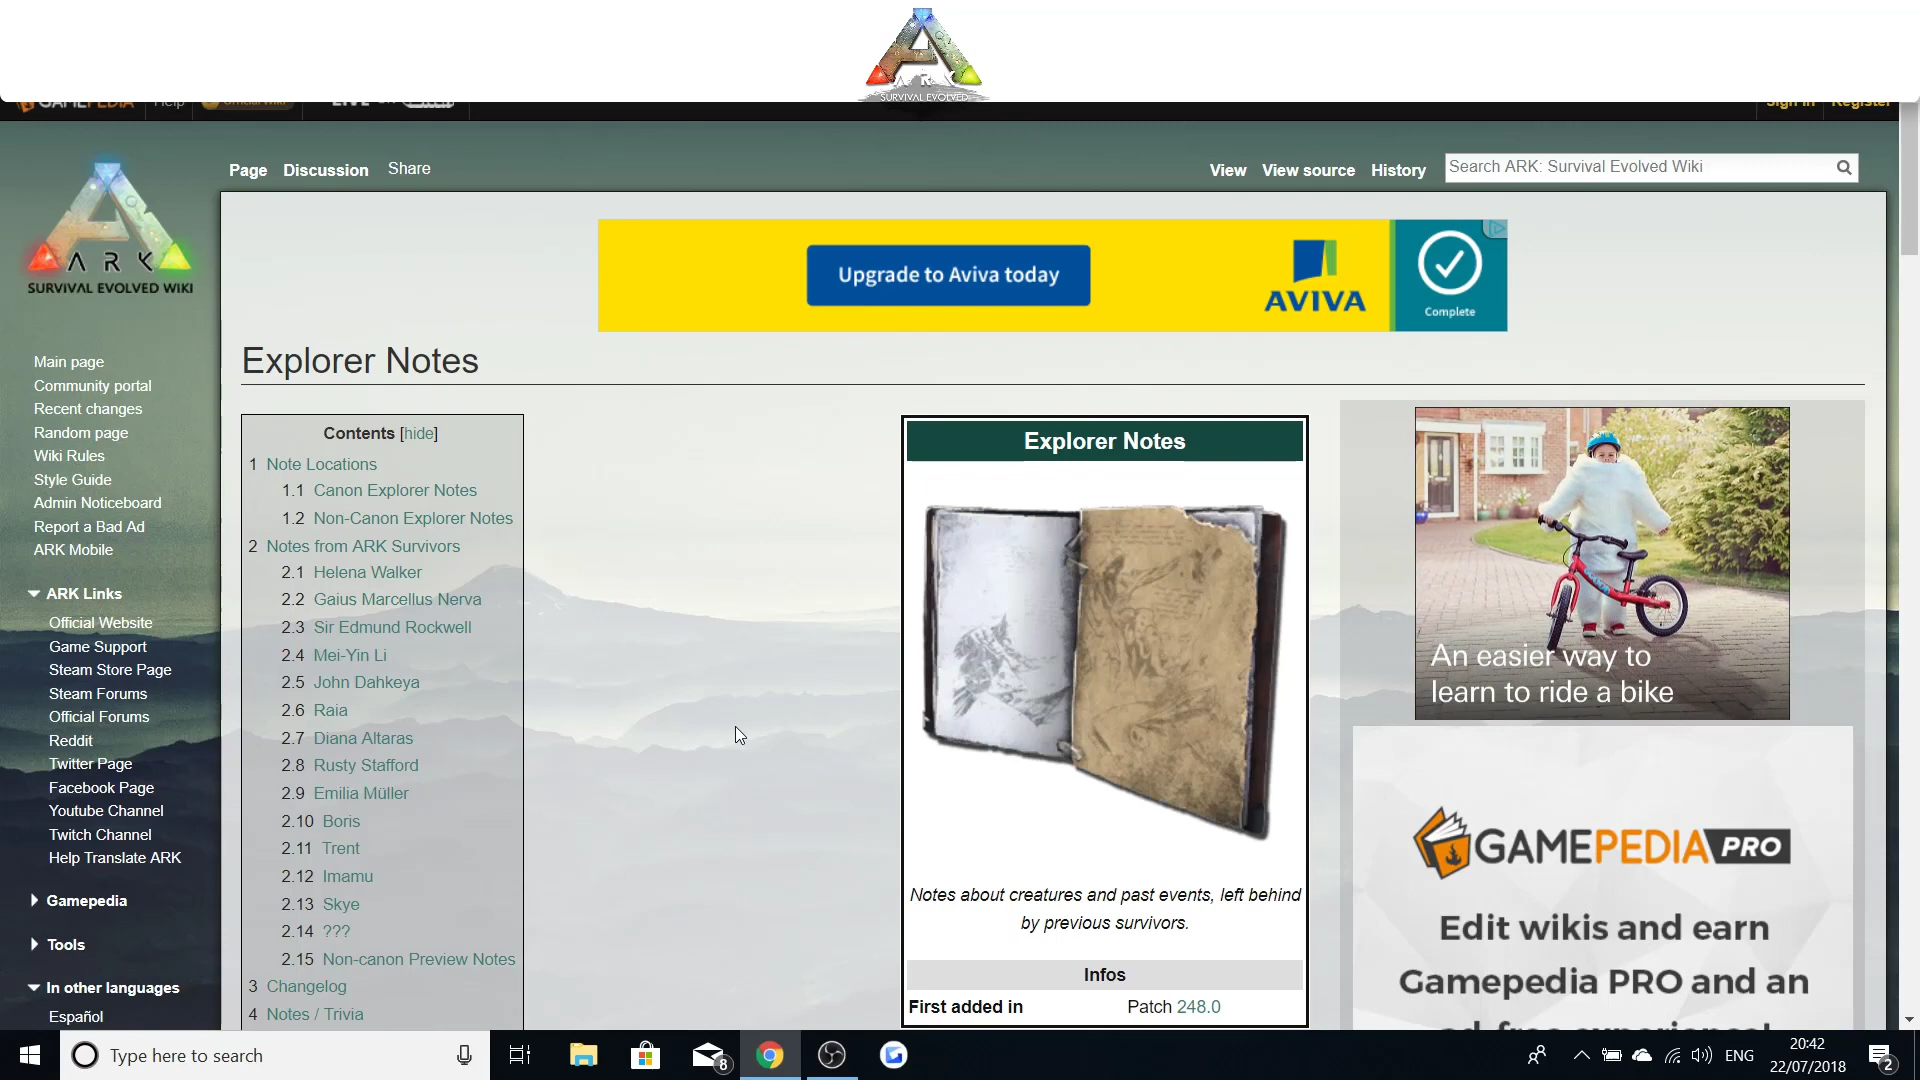 ARK
SURVIVAL EVOLVED
GAMEPEDIA
Help
Official Wiki
Sign In
Register
Page
Discussion
Share
View
View source
History
Search ARK: Survival Evolved Wiki
ARK
SURVIVAL EVOLVED WIKI
Upgrade to Aviva today
AVIVA
Complete
Explorer Notes
Main page
Community portal
Recent changes
Random page
Wiki Rules
Style Guide
Admin Noticeboard
Report a Bad Ad
ARK Mobile
ARK Links
Official Website
Game Support
Steam Store Page
Steam Forums
Official Forums
Reddit
Twitter Page
Facebook Page
Youtube Channel
Twitch Channel
Help Translate ARK
Gamepedia
Tools
In other languages
Español
Contents [hide]
1 Note Locations
1.1 Canon Explorer Notes
1.2 Non-Canon Explorer Notes
2 Notes from ARK Survivors
2.1 Helena Walker
2.2 Gaius Marcellus Nerva
2.3 Sir Edmund Rockwell
2.4 Mei-Yin Li
2.5 John Dahkeya
2.6 Raia
2.7 Diana Altaras
2.8 Rusty Stafford
2.9 Emilia Müller
2.10 Boris
2.11 Trent
2.12 Imamu
2.13 Skye
2.14 ???
2.15 Non-canon Preview Notes
3 Changelog
4 Notes / Trivia
Explorer Notes
Notes about creatures and past events, left behind
by previous survivors.
Infos
First added in Patch 248.0
An easier way to
learn to ride a bike
GAMEPEDIA PRO
Edit wikis and earn
Gamepedia PRO and an
ad-free experience!
Type here to search
8
ENG
20:42
22/07/2018
2